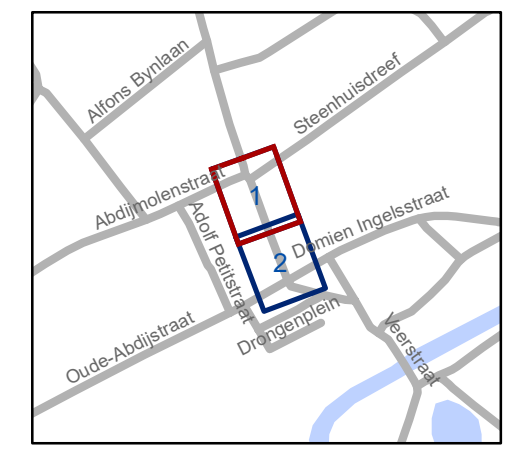 Alfons Bynlaan
Steenhuisdreef
Abdijmolenstraat
1
Adolf Petitstraat
Domien Ingelsstraat
2
Oude-Abdijstraat
Drongenplein
Veerstraat